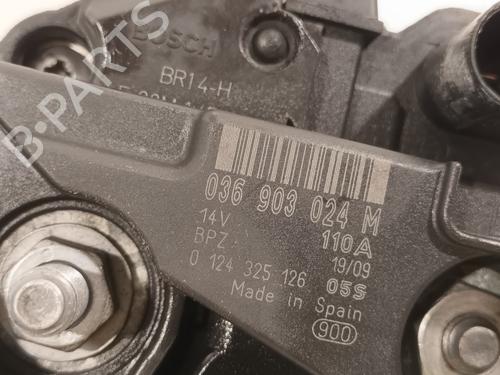 BOSCH
BR14-H
036 903 024 M
14V 110A
BPZ 19/09
0 124 325 126 05S
Made in Spain
900
B-PARTS